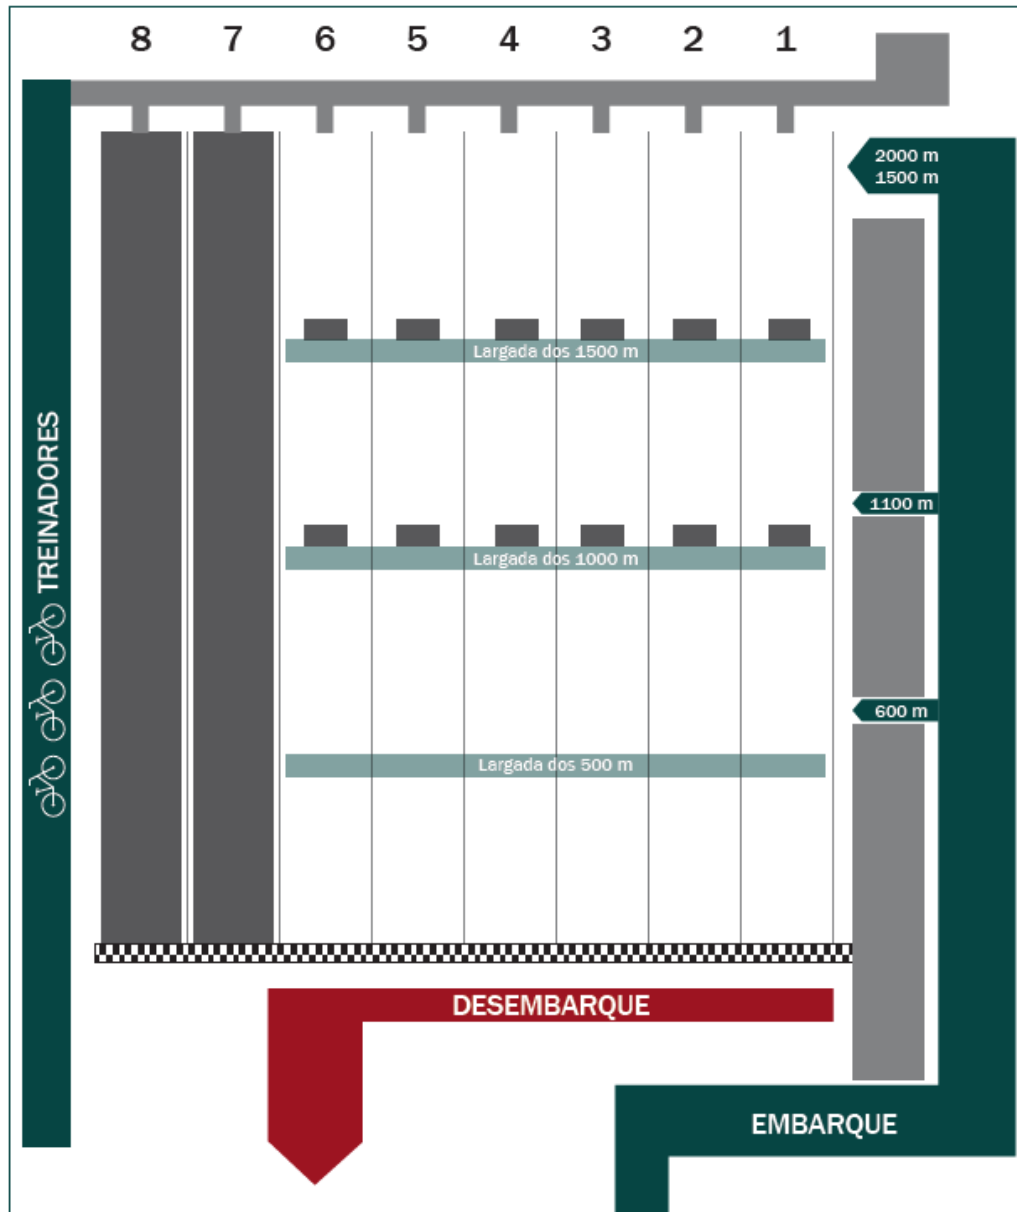 8 7 6 5 4 3 2 1
2000 m
1500 m
Largada dos 1500 m
TREINADORES
1100 m
Largada dos 1000 m
600 m
Largada dos 500 m
DESEMBARQUE
EMBARQUE